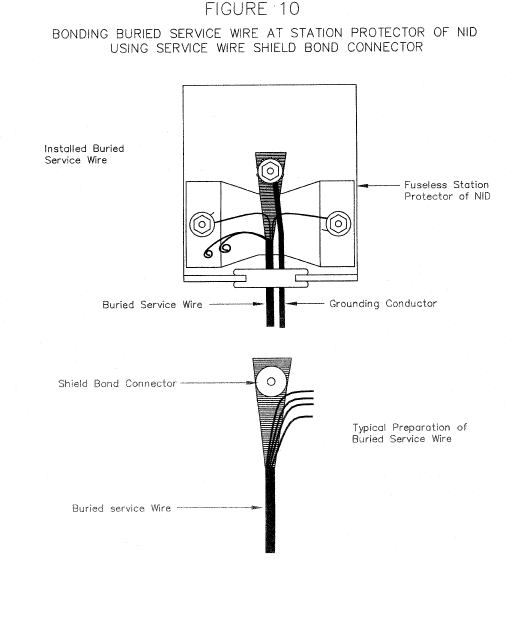 FIGURE 10
BONDING BURIED SERVICE WIRE AT STATION PROTECTOR OF NID
USING SERVICE WIRE SHIELD BOND CONNECTOR
Installed Buried
Service Wire
Fuseless Station
Protector of NID
Buried Service Wire
Grounding Conductor
Shield Bond Connector
Typical Preparation of
Buried Service Wire
Buried service Wire